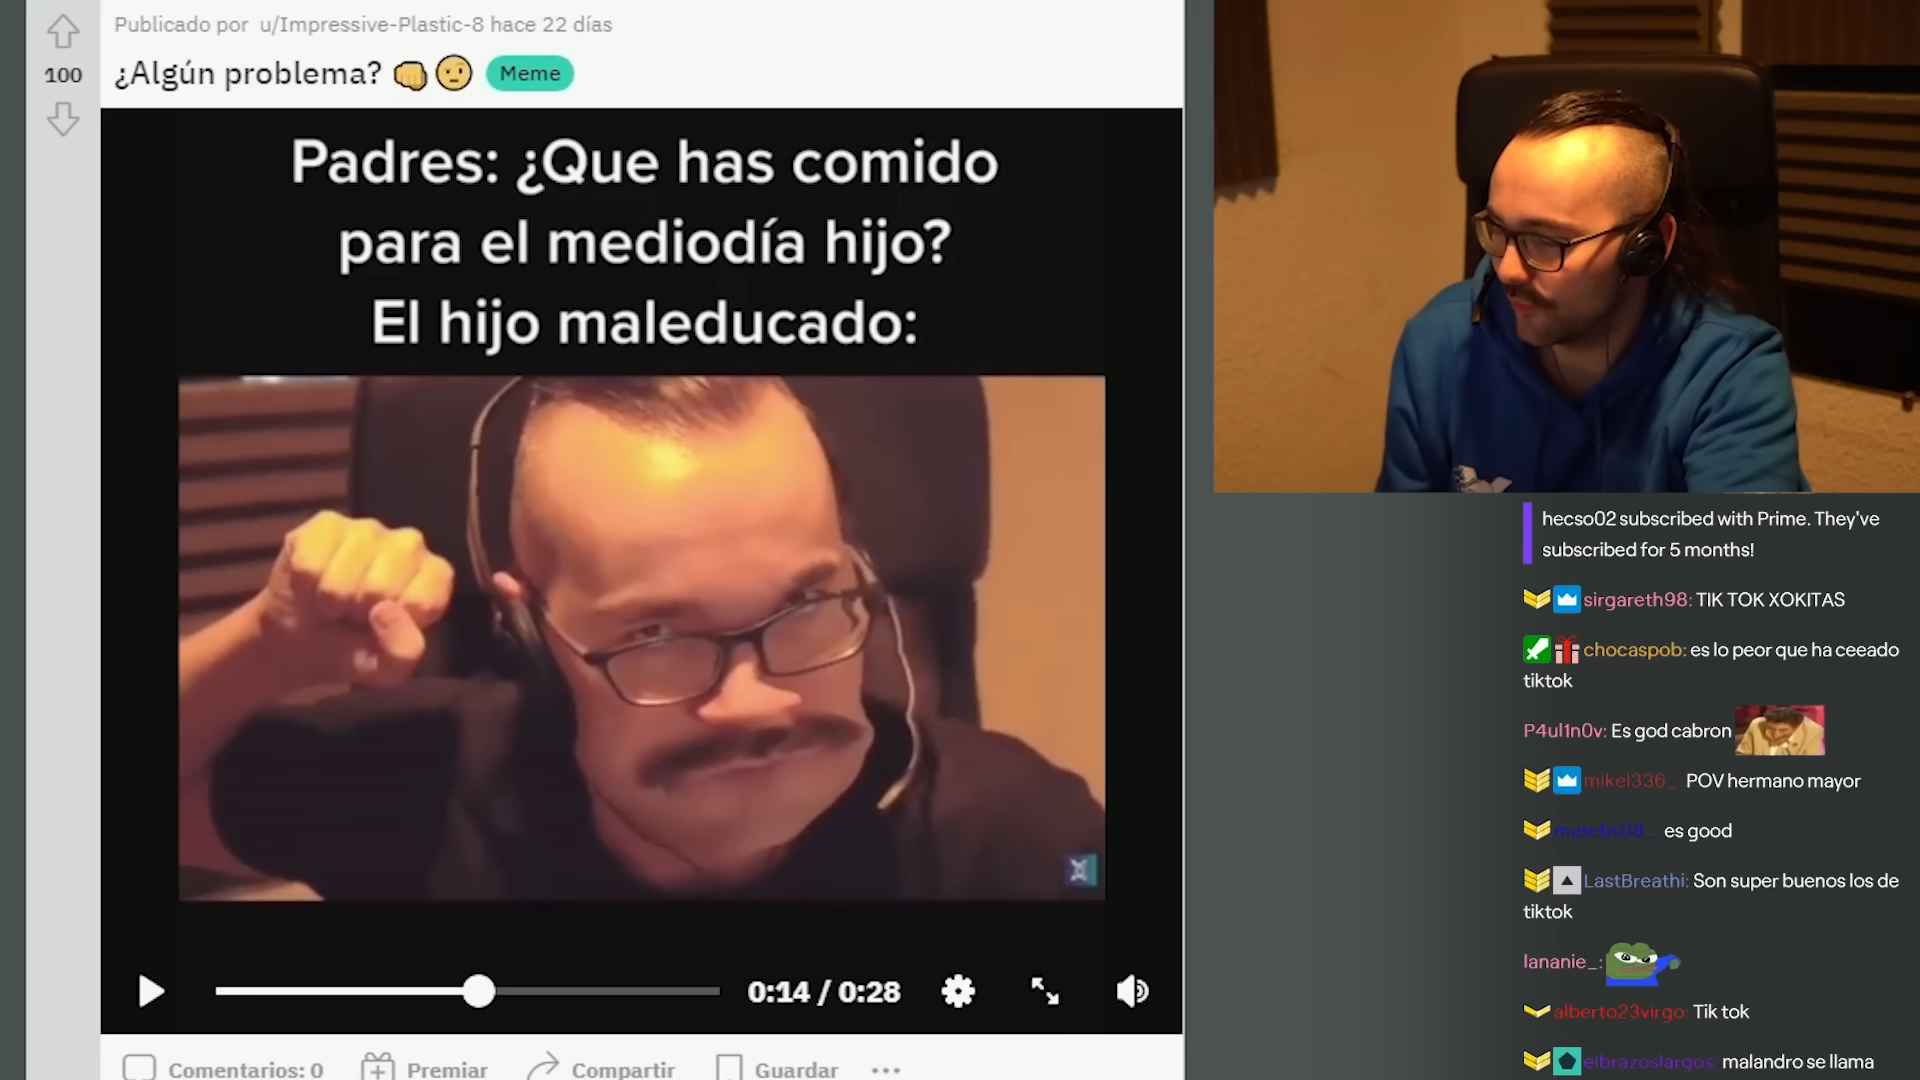 Publicado por u/Impressive-Plastic-8 hace 22 días
100
¿Algún problema? 👊🤨 Meme
Padres: ¿Que has comido
para el mediodía hijo?
El hijo maleducado:
0:14 / 0:28
Comentarios: 0 Premiar Compartir Guardar ...
hecso02 subscribed with Prime. They've
subscribed for 5 months!
sirgareth98: TIK TOK XOKITAS
chocaspob: es lo peor que ha ceeado
tiktok
P4ul1n0v: Es god cabron
mikel336_ POV hermano mayor
es good
LastBreathi: Son super buenos los de
tiktok
lananie_:
alberto23virgo: Tik tok
elbrazoslargos: malandro se llama